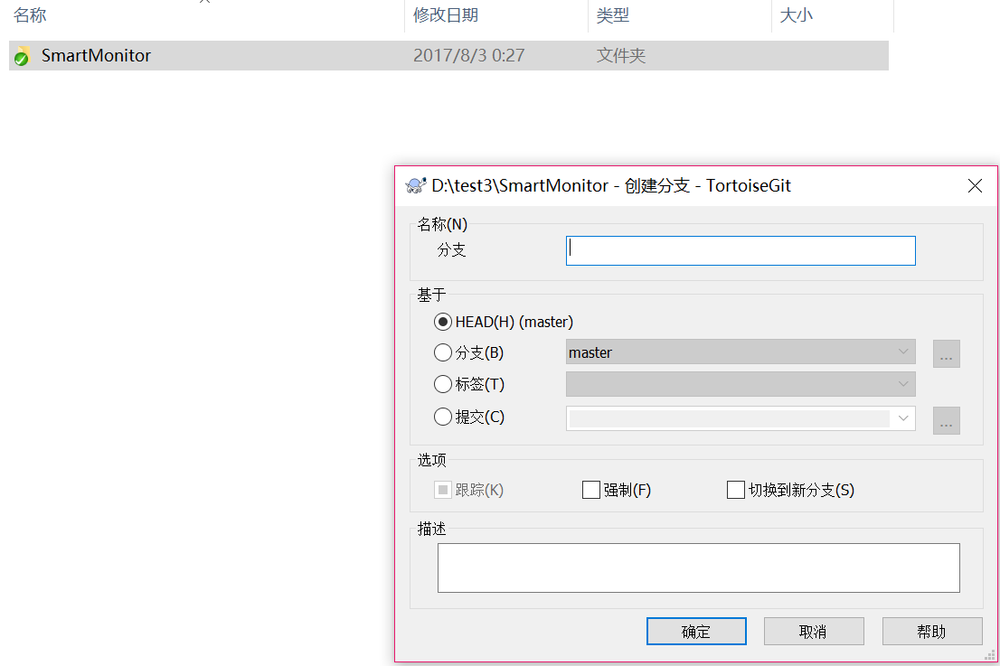 名称 修改日期 类型 大小
SmartMonitor 2017/8/3 0:27 文件夹
D:\test3\SmartMonitor - 创建分支 - TortoiseGit
名称(N)
分支
基于
HEAD(H) (master)
分支(B) master ...
标签(T)
提交(C) ...
选项
跟踪(K) 强制(F) 切换到新分支(S)
描述
确定 取消 帮助